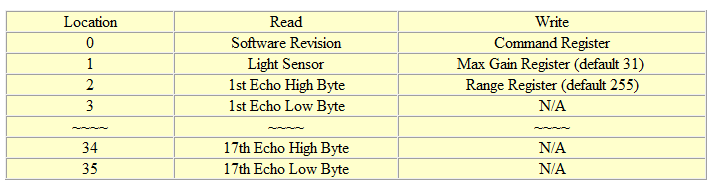 Location Read Write
0 Software Revision Command Register
1 Light Sensor Max Gain Register (default 31)
2 1st Echo High Byte Range Register (default 255)
3 1st Echo Low Byte N/A
~~~~ ~~~~ ~~~~
34 17th Echo High Byte N/A
35 17th Echo Low Byte N/A